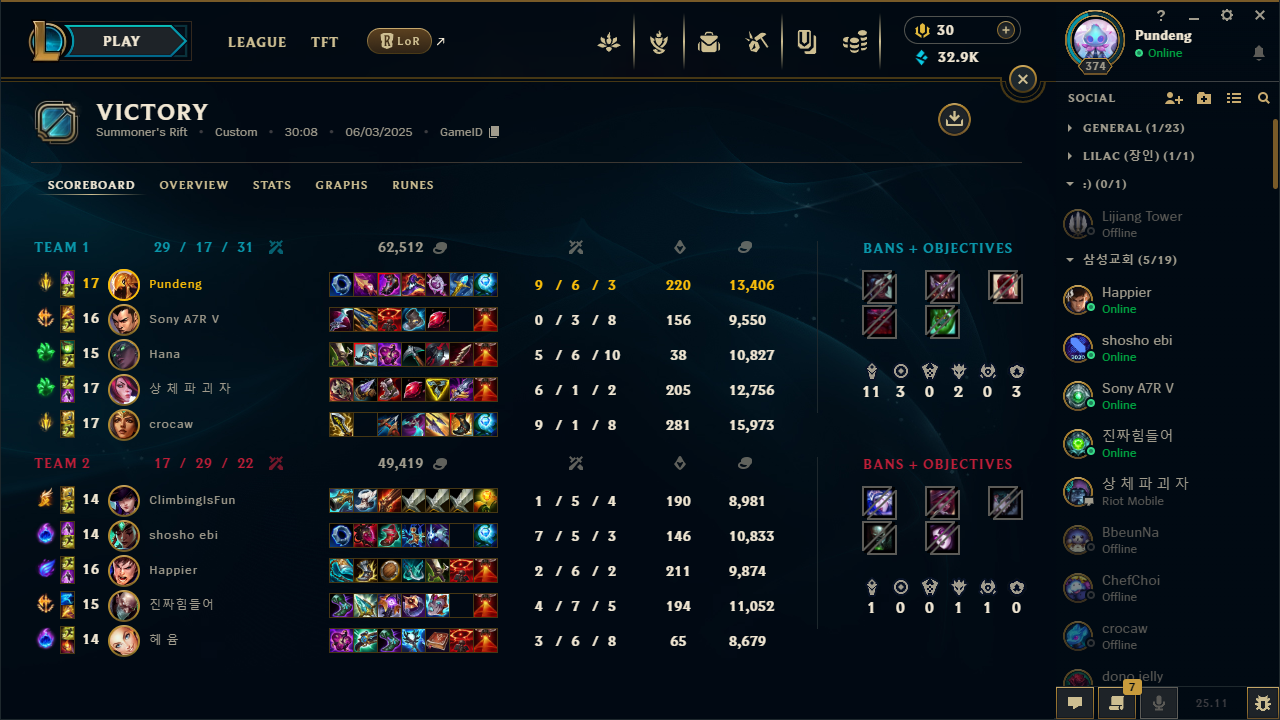 PLAY
LEAGUE
TFT
LoR
30
32.9K
?
Pundeng
Online
374
VICTORY
Summoner's Rift • Custom • 30:08 • 06/03/2025 • GameID
SCOREBOARD
OVERVIEW
STATS
GRAPHS
RUNES
TEAM 1 29 / 17 / 31 62,512
17 Pundeng 9 / 6 / 3 220 13,406
16 Sony A7R V 0 / 3 / 8 156 9,550
15 Hana 5 / 6 / 10 38 10,827
17 상 체 파 괴 자 6 / 1 / 2 205 12,756
17 crocaw 9 / 1 / 8 281 15,973
BANS + OBJECTIVES
11 3 0 2 0 3
TEAM 2 17 / 29 / 22 49,419
14 ClimbingIsFun 1 / 5 / 4 190 8,981
14 shosho ebi 7 / 5 / 3 146 10,833
16 Happier 2 / 6 / 2 211 9,874
15 진짜힘들어 4 / 7 / 5 194 11,052
14 헤 윰 3 / 6 / 8 65 8,679
BANS + OBJECTIVES
1 0 0 1 1 0
SOCIAL
GENERAL (1/23)
LILAC (장인) (1/1)
:) (0/1)
Lijiang Tower
Offline
삼성교회 (5/19)
Happier
Online
shosho ebi
Online
2020
Sony A7R V
Online
진짜힘들어
Online
상 체 파 괴 자
Riot Mobile
BbeunNa
Offline
ChefChoi
Offline
crocaw
Offline
dono jelly
7
25.11